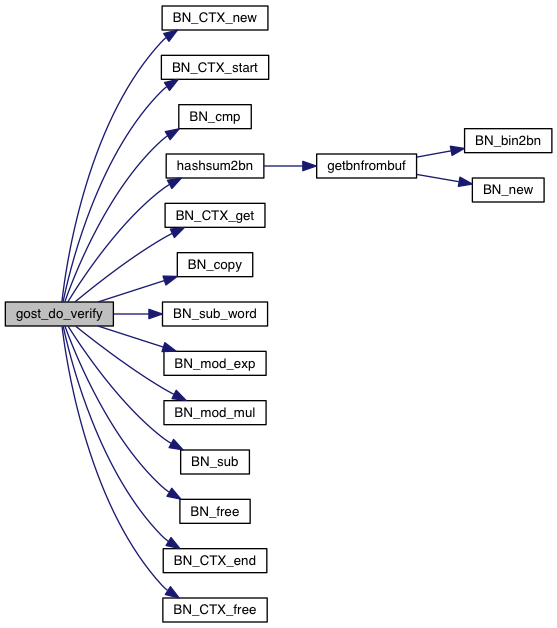 BN_CTX_new
BN_CTX_start
BN_cmp
hashsum2bn
getbnfrombuf
BN_bin2bn
BN_new
BN_CTX_get
BN_copy
gost_do_verify
BN_sub_word
BN_mod_exp
BN_mod_mul
BN_sub
BN_free
BN_CTX_end
BN_CTX_free